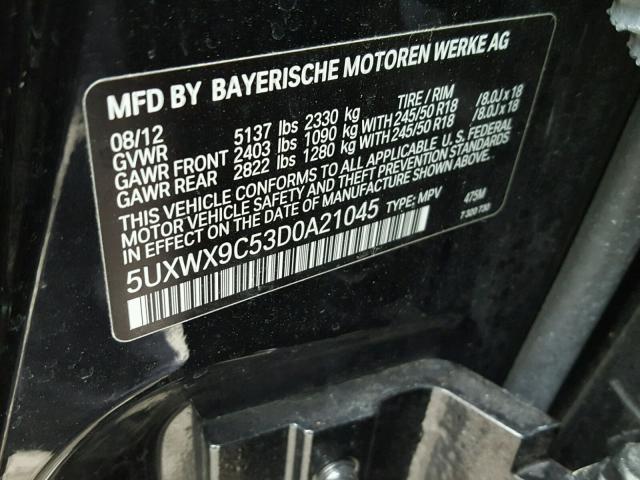 MFD BY BAYERISCHE MOTOREN WERKE AG
08/12 TIRE / RIM
GVWR 5137 lbs 2330 kg
GAWR FRONT 2403 lbs 1090 kg WITH 245/50 R18 / 8.0J x 18
GAWR REAR 2822 lbs 1280 kg WITH 245/50 R18 / 8.0J x 18
THIS VEHICLE CONFORMS TO ALL APPLICABLE U.S. FEDERAL
MOTOR VEHICLE SAFETY AND THEFT PREVENTION STANDARDS
IN EFFECT ON THE DATE OF MANUFACTURE SHOWN ABOVE.
5UXWX9C53D0A21045 TYPE: MPV 475M
T 320 730